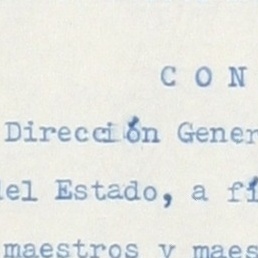 C O N
Dirección Gener
del Estado, a fi
maestros y maes